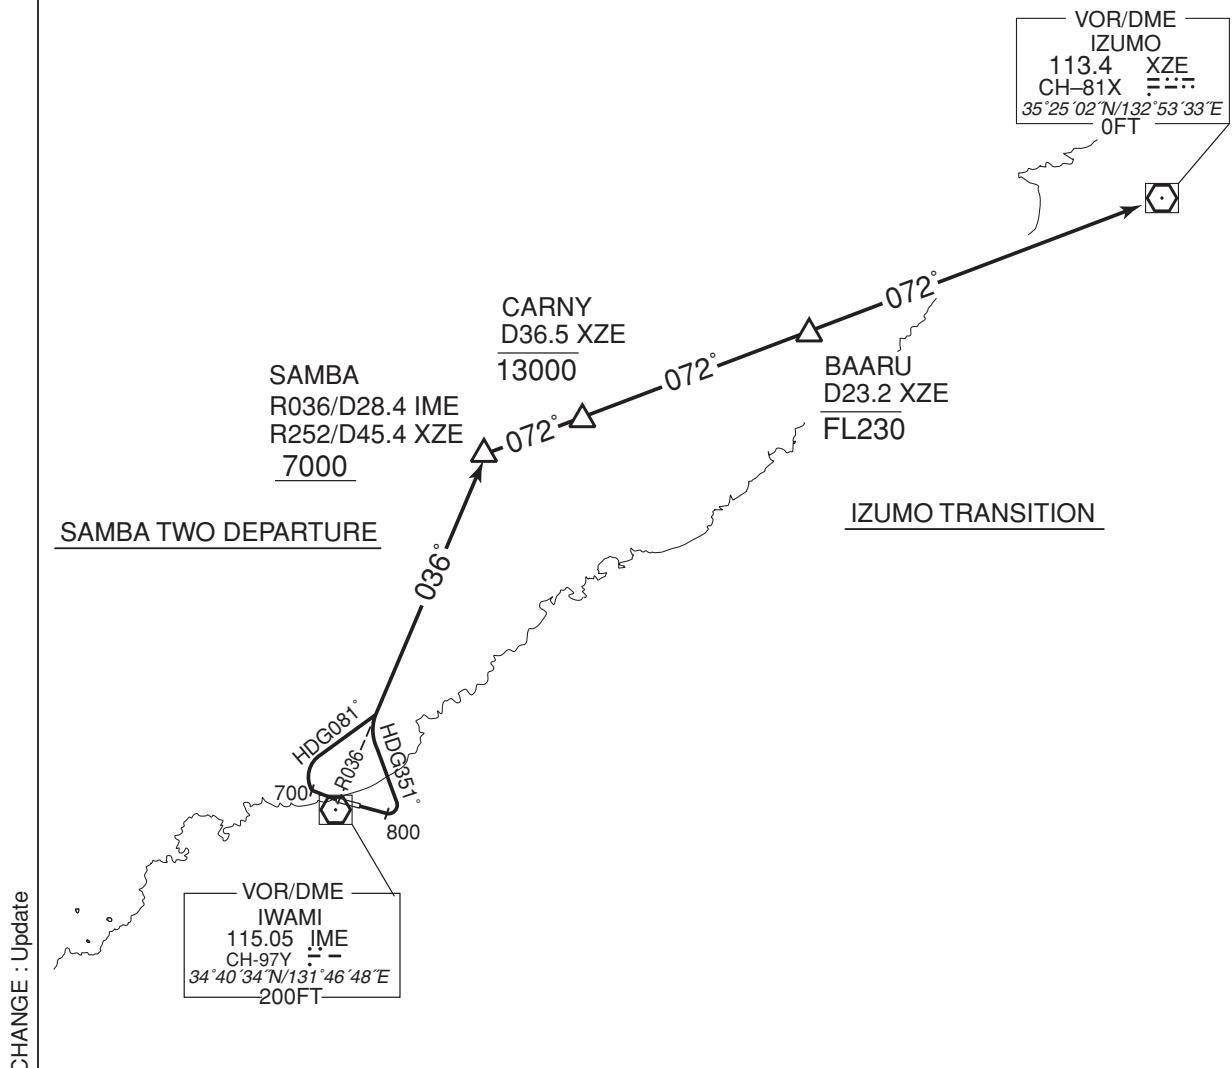 VOR/DME
IZUMO
113.4 XZE
CH–81X
35°25´02˝N/132°53´33˝E
0FT
072°
CARNY
D36.5 XZE
13000
072°
BAARU
D23.2 XZE
FL230
SAMBA
R036/D28.4 IME
R252/D45.4 XZE
7000
072°
SAMBA TWO DEPARTURE
IZUMO TRANSITION
036°
HDG081°
R036
HDG351°
700
800
VOR/DME
IWAMI
115.05 IME
CH-97Y
34°40´34˝N/131°46´48˝E
200FT
CHANGE : Update